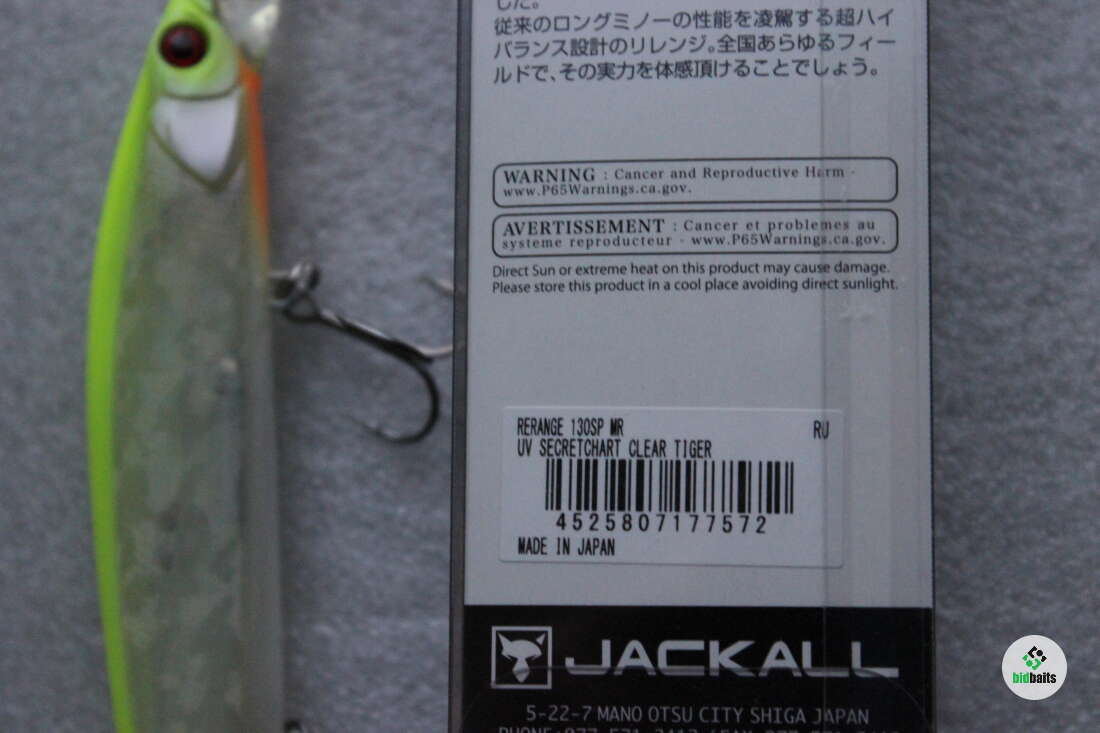 した。
従来のロングミノーの性能を凌駕する超ハイ
バランス設計のリレンジ。全国あらゆるフィー
ルドで、その実力を体感頂けることでしょう。
WARNING : Cancer and Reproductive Harm -
www.P65Warnings.ca.gov.
AVERTISSEMENT : Cancer et problemes au
systeme reproducteur - www.P65Warnings.ca.gov.
Direct Sun or extreme heat on this product may cause damage.
Please store this product in a cool place avoiding direct sunlight.
RERANGE 130SP MR RU
UV SECRETCHART CLEAR TIGER
4525807177572
MADE IN JAPAN
JACKALL
5-22-7 MANO OTSU CITY SHIGA JAPAN
bidbaits